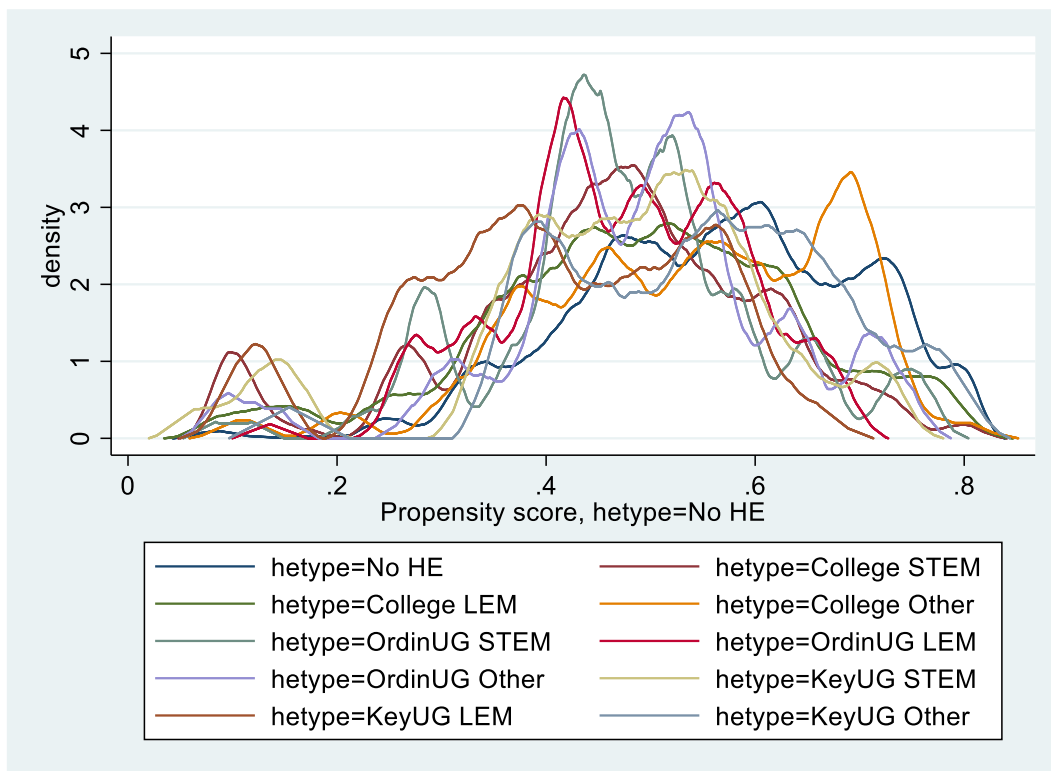 5
4
3
2
1
0
density
0 .2 .4 .6 .8
Propensity score, hetype=No HE
hetype=No HE hetype=College STEM
hetype=College LEM hetype=College Other
hetype=OrdinUG STEM hetype=OrdinUG LEM
hetype=OrdinUG Other hetype=KeyUG STEM
hetype=KeyUG LEM hetype=KeyUG Other